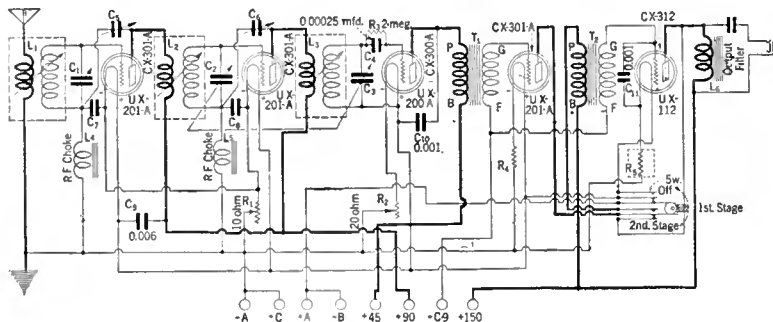 C5
C6
0.00025 mfd.
R3 2-meg.
C4
L1
C1
CX-301-A
L2
C2
CX-301-A
L3
C3
CX-300-A
T1
P
B
G
F
CX-301-A
T2
P
B
G
F
CX-312
0.001
C11
L6
Output Filter
J
UX-201-A
C7
UX-201-A
C8
UX-200 A
C10
0.001.
UX-201-A
UX-112
L4
R F Choke
L5
R F Choke
R1
10 ohm
R2
20 ohm
R4
R5
Sw.
Off
1st. Stage
2nd. Stage
C9
0.006
-A
+C
+A
-B
+45
+90
-C-9
+150